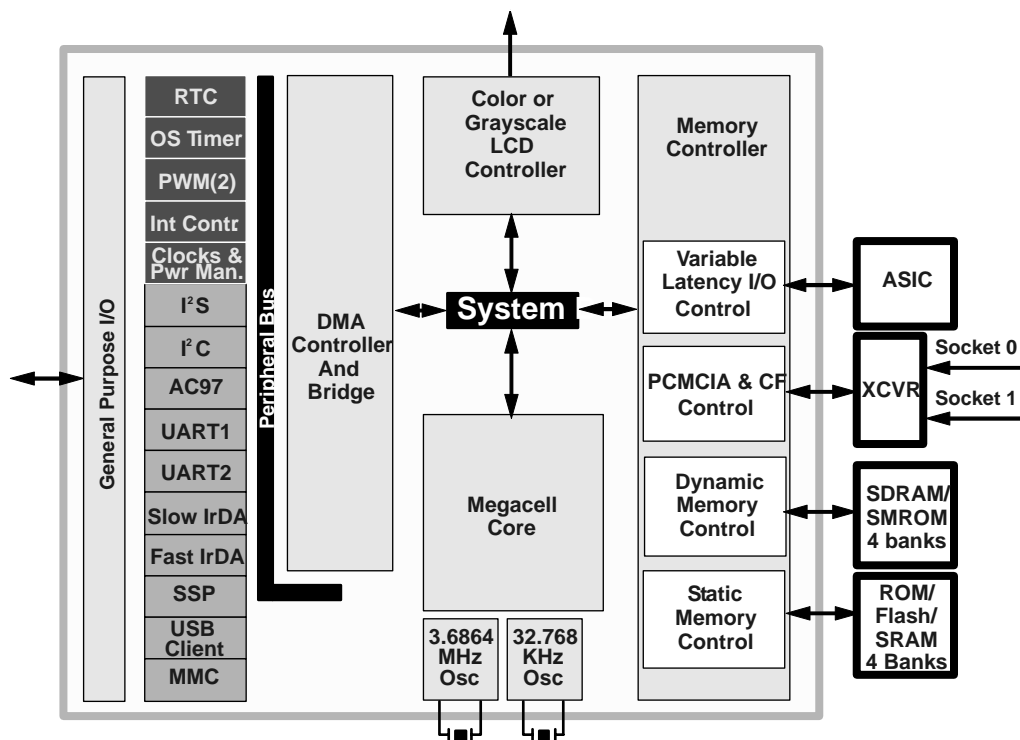 General Purpose I/O
RTC
OS Timer
PWM(2)
Int Contr.
Clocks &
Pwr Man.
I²S
I²C
AC97
UART1
UART2
Slow IrDA
Fast IrDA
SSP
USB
Client
MMC
Peripheral Bus
DMA
Controller
And
Bridge
Color or
Grayscale
LCD
Controller
System
Megacell
Core
3.6864
MHz
Osc
32.768
KHz
Osc
Memory
Controller
Variable
Latency I/O
Control
PCMCIA & CF
Control
Dynamic
Memory
Control
Static
Memory
Control
ASIC
XCVR
Socket 0
Socket 1
SDRAM/
SMROM
4 banks
ROM/
Flash/
SRAM
4 Banks